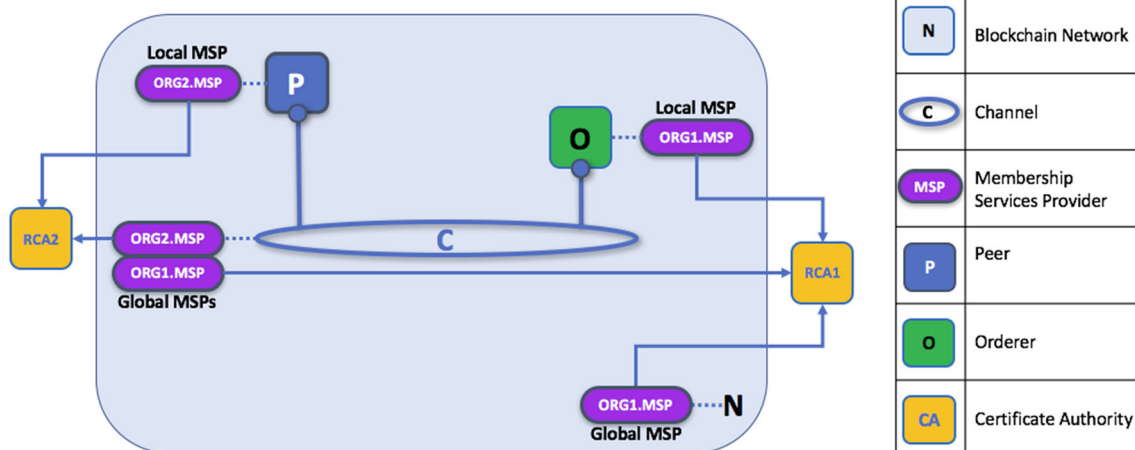 Local MSP
ORG2.MSP
P
O
Local MSP
ORG1.MSP
RCA2
ORG2.MSP
C
ORG1.MSP
Global MSPs
RCA1
ORG1.MSP
N
Global MSP
N
Blockchain Network
C
Channel
MSP
Membership
Services Provider
P
Peer
O
Orderer
CA
Certificate Authority